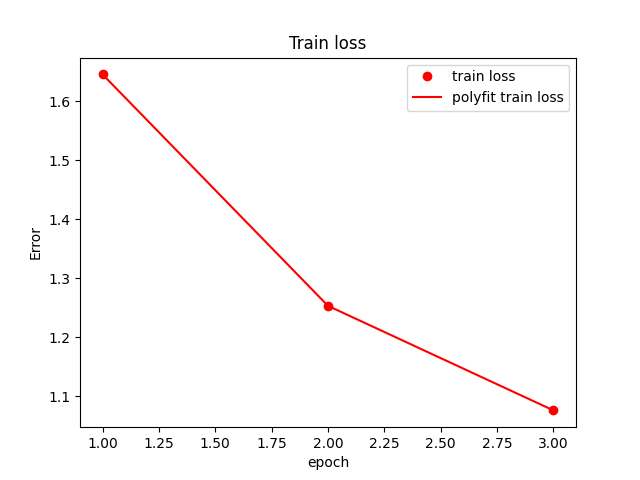 Train loss
train loss
polyfit train loss
1.6
1.5
1.4
1.3
1.2
1.1
Error
1.00 1.25 1.50 1.75 2.00 2.25 2.50 2.75 3.00
epoch